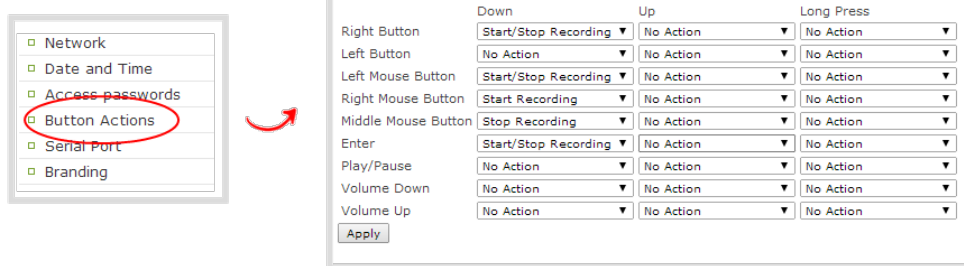 Network
Date and Time
Access passwords
Button Actions
Serial Port
Branding
Down Up Long Press
Right Button Start/Stop Recording No Action No Action
Left Button No Action No Action No Action
Left Mouse Button Start/Stop Recording No Action No Action
Right Mouse Button Start Recording No Action No Action
Middle Mouse Button Stop Recording No Action No Action
Enter Start/Stop Recording No Action No Action
Play/Pause No Action No Action No Action
Volume Down No Action No Action No Action
Volume Up No Action No Action No Action
Apply